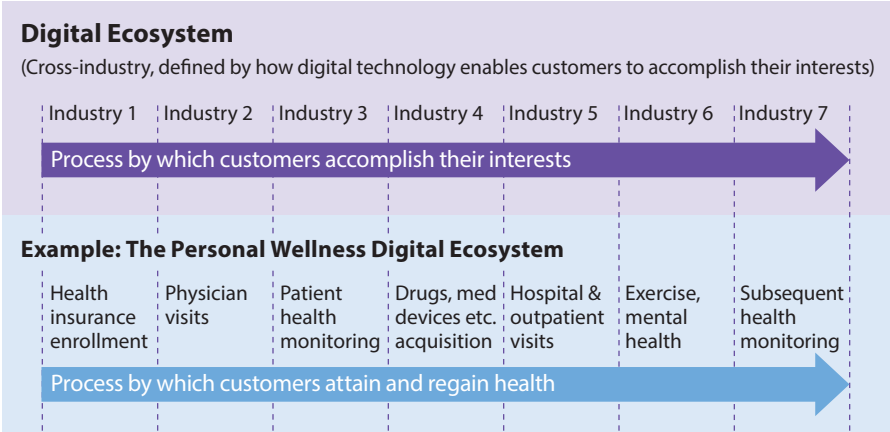 Digital Ecosystem
(Cross-industry, defined by how digital technology enables customers to accomplish their interests)
Industry 1 Industry 2 Industry 3 Industry 4 Industry 5 Industry 6 Industry 7
Process by which customers accomplish their interests
Example: The Personal Wellness Digital Ecosystem
Health
insurance
enrollment
Physician
visits
Patient
health
monitoring
Drugs, med
devices etc.
acquisition
Hospital &
outpatient
visits
Exercise,
mental
health
Subsequent
health
monitoring
Process by which customers attain and regain health